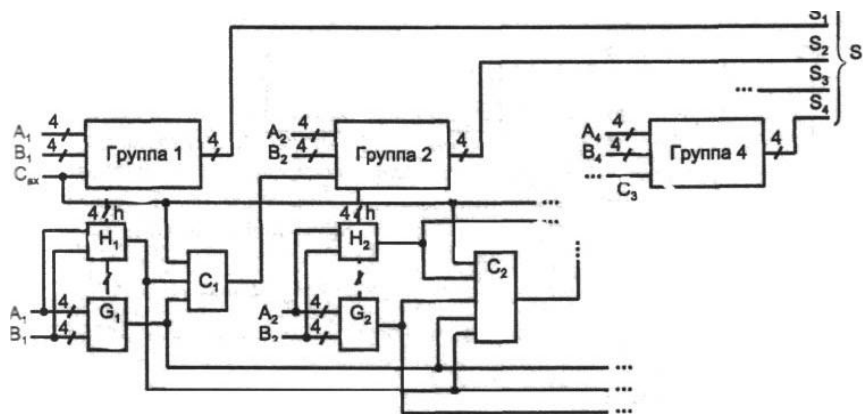 S₁
S₂
S
S₃
...
S₄
4
A₁
4
B₁
Cвх
Группа 1
4
4
A₂
4
B₂
Группа 2
4
4
A₄
4
B₄
...
C₃
Группа 4
4
4 h
H₁
C₁
4 h
H₂
C₂
...
...
...
A₁
4
B₁
4
G₁
A₂
4
B₂
4
G₂
...
...
...
...